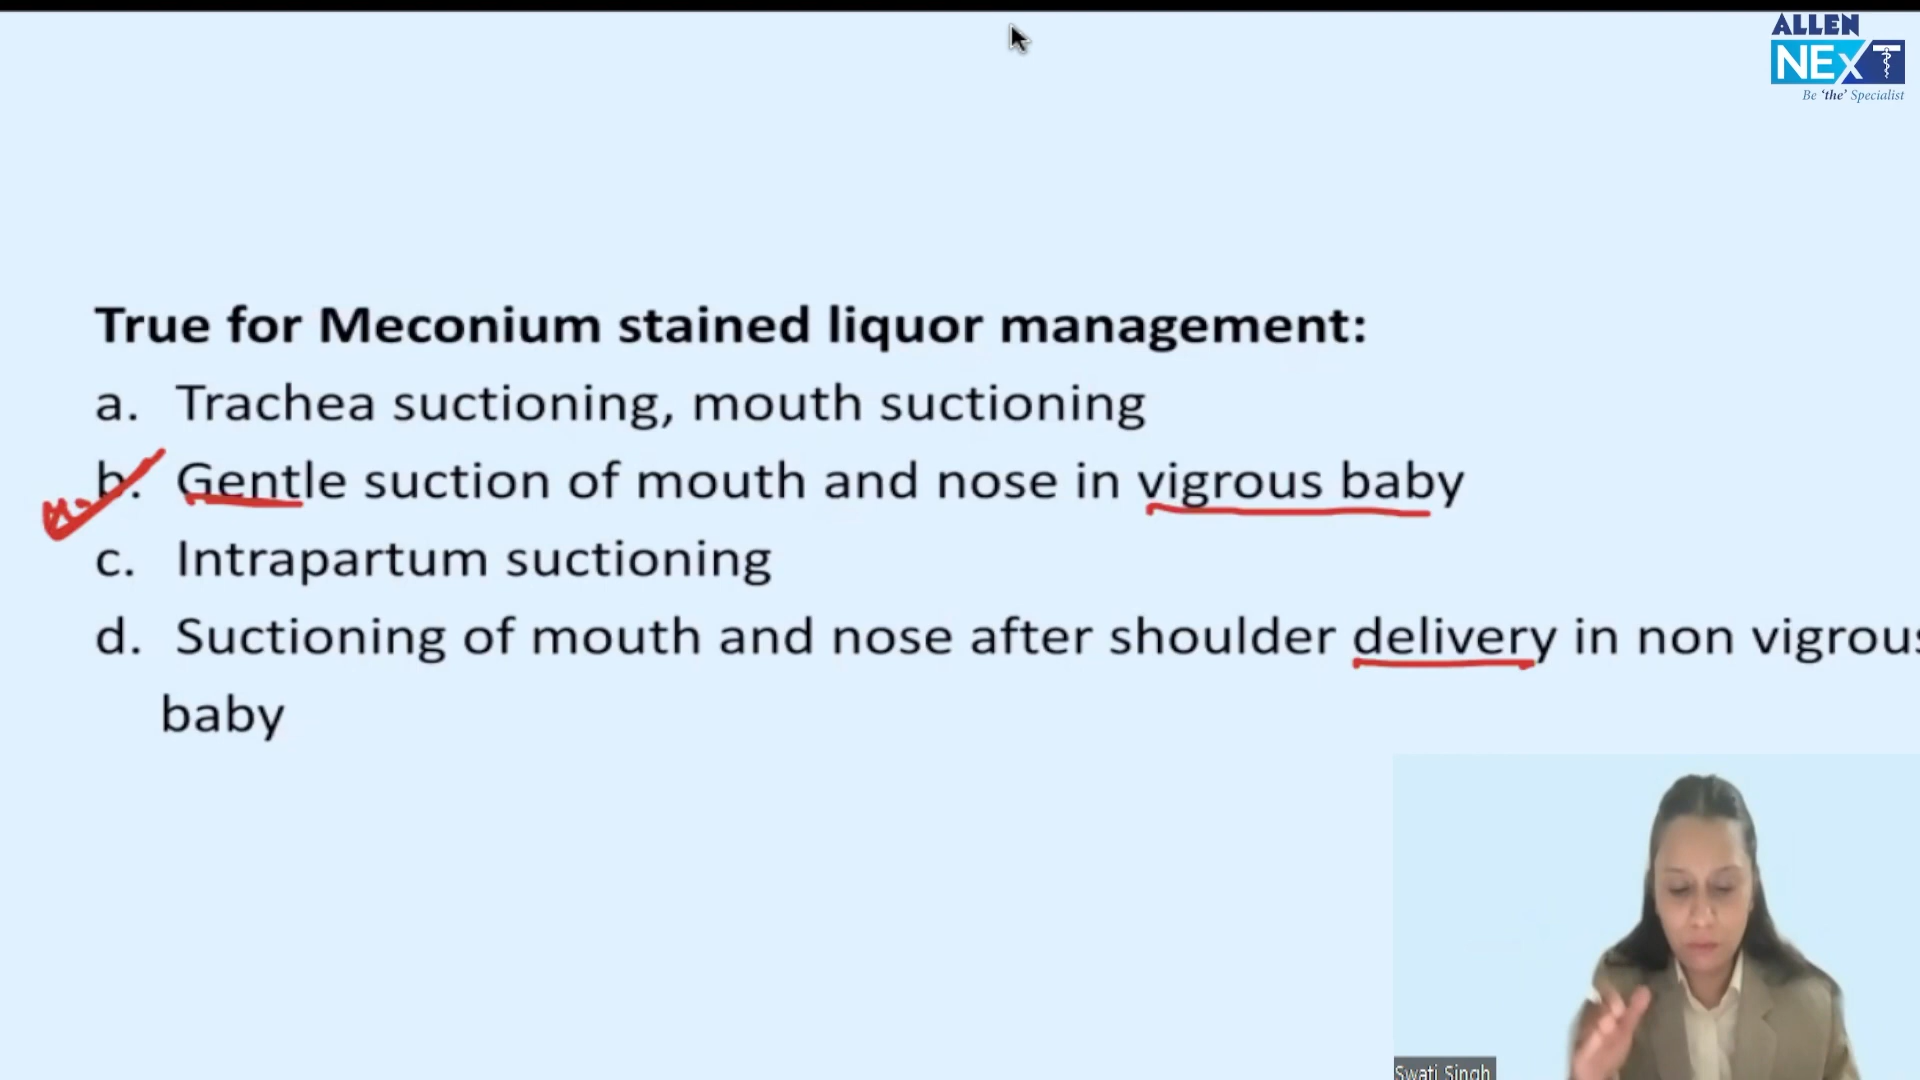 ALLEN
NEXT
Be 'the' Specialist
True for Meconium stained liquor management:
a. Trachea suctioning, mouth suctioning
b. Gentle suction of mouth and nose in vigrous baby
c. Intrapartum suctioning
d. Suctioning of mouth and nose after shoulder delivery in non vigrous
baby
Swati Singh